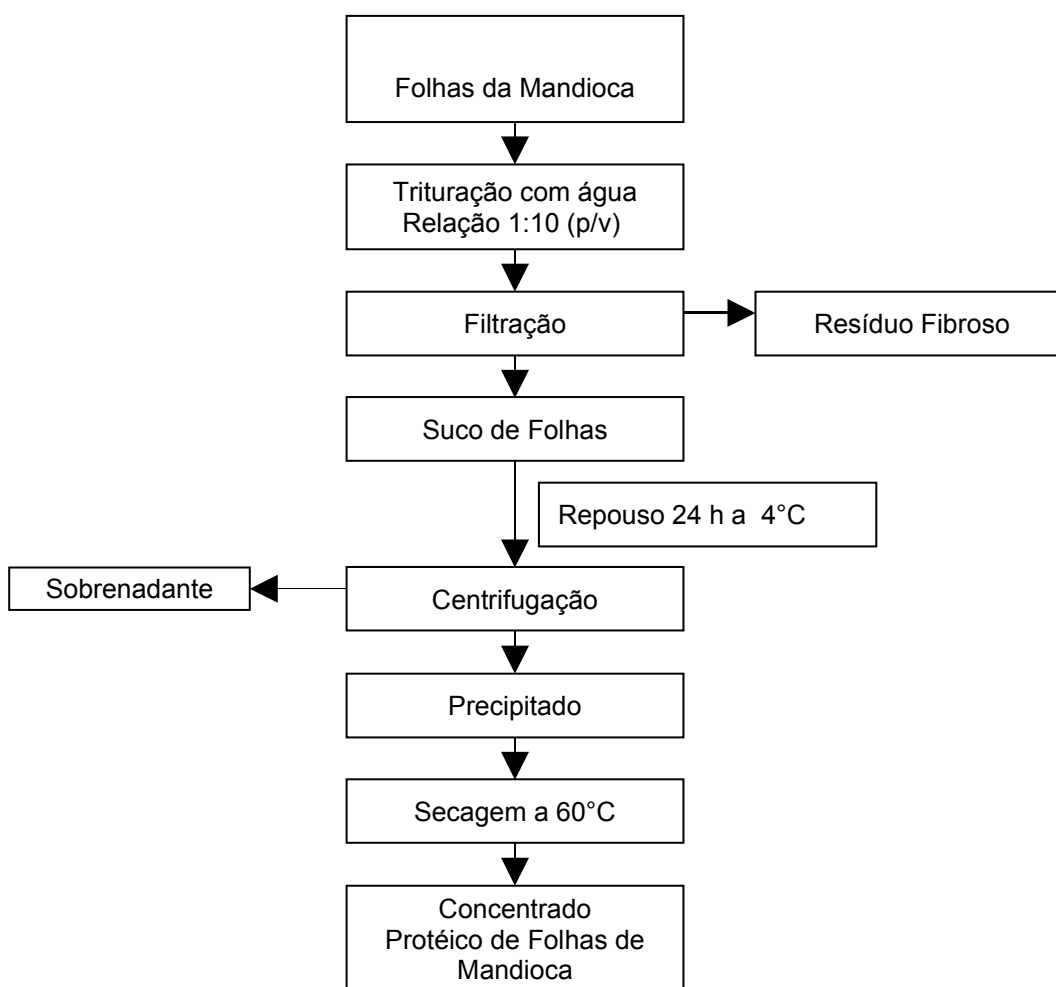 Folhas da Mandioca
Trituração com água
Relação 1:10 (p/v)
Filtração
Resíduo Fibroso
Suco de Folhas
Repouso 24 h a  4°C
Sobrenadante
Centrifugação
Precipitado
Secagem a 60°C
Concentrado
Protéico de Folhas de
Mandioca